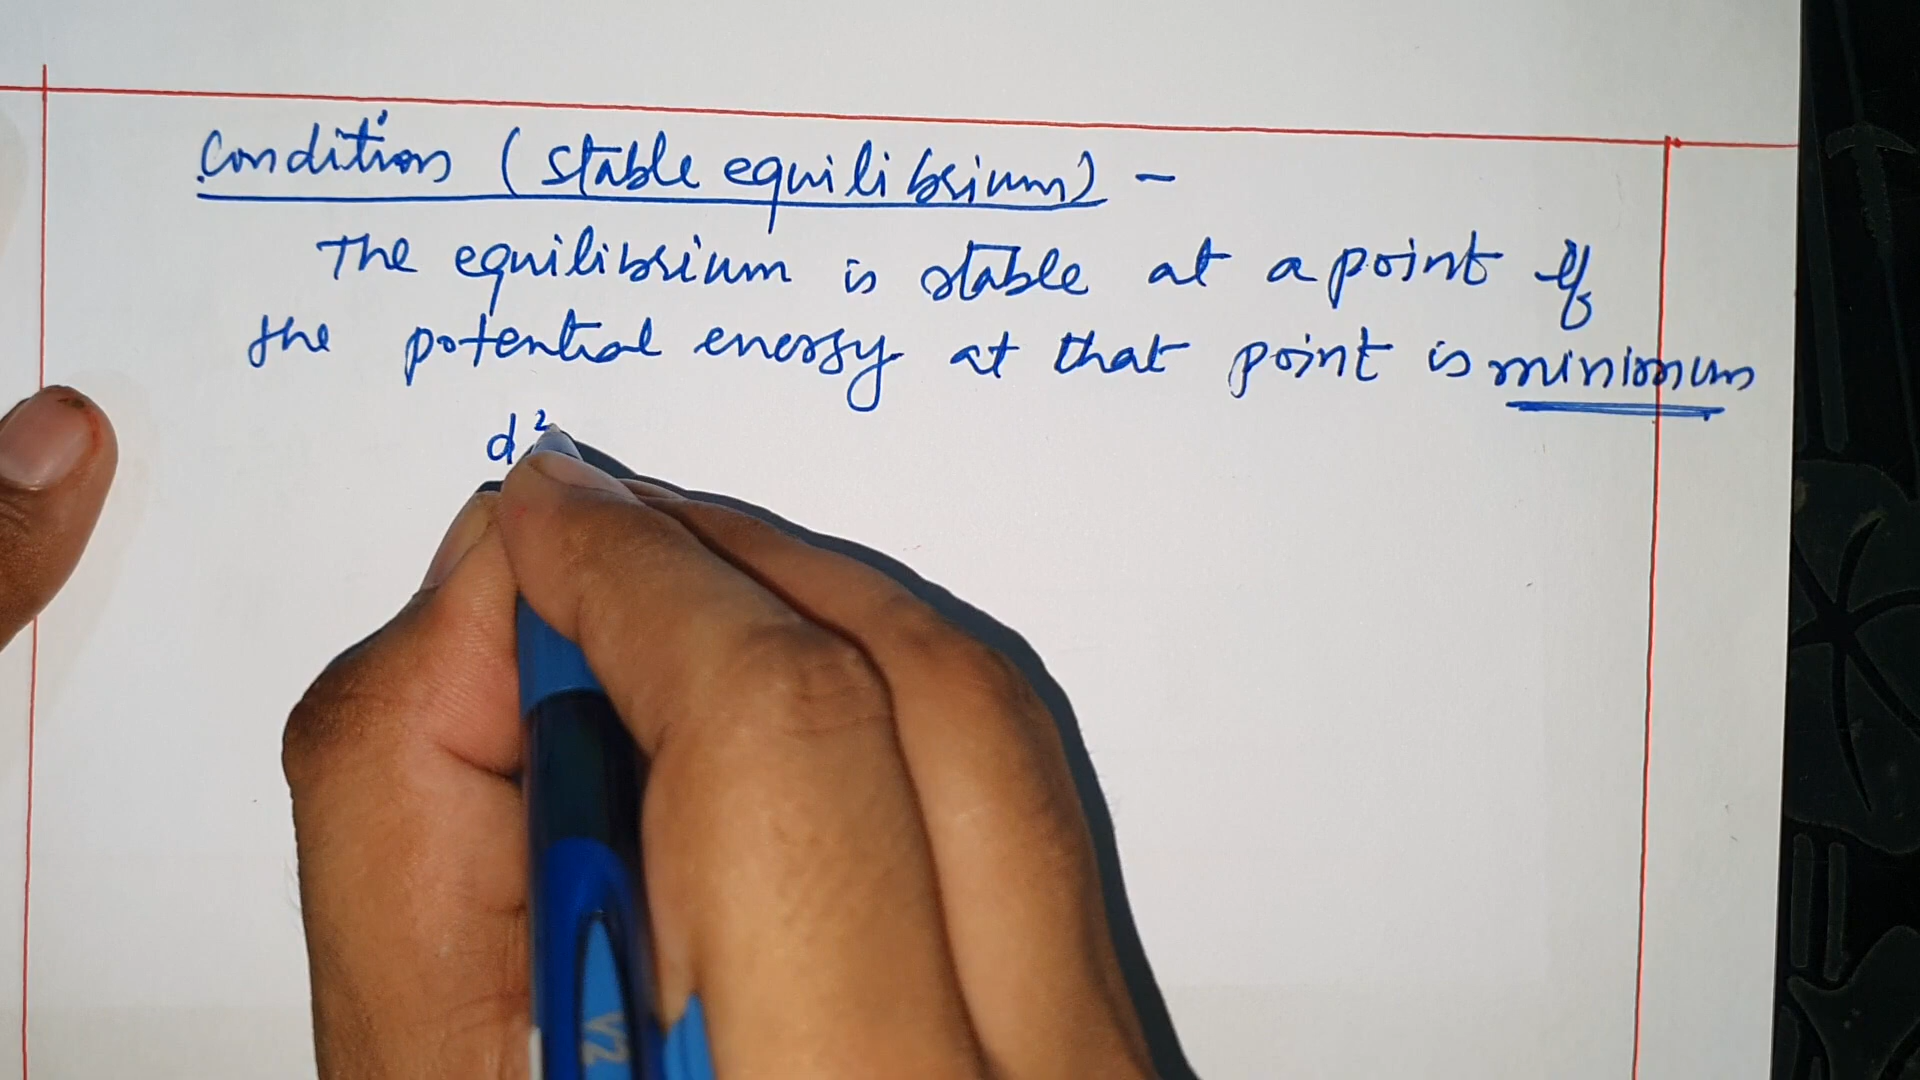 Condition (stable equilibrium) -
The equilibrium is stable at a point if
the potential energy at that point is minimum
d²
V2